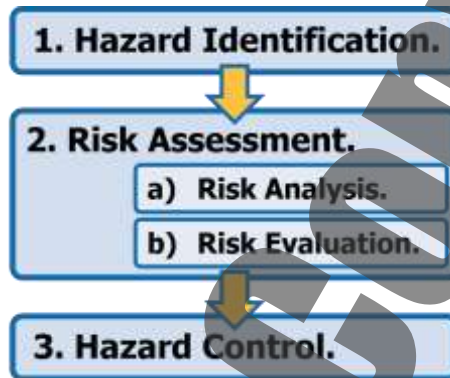 1. Hazard Identification.
2. Risk Assessment.
a) Risk Analysis.
b) Risk Evaluation.
3. Hazard Control.